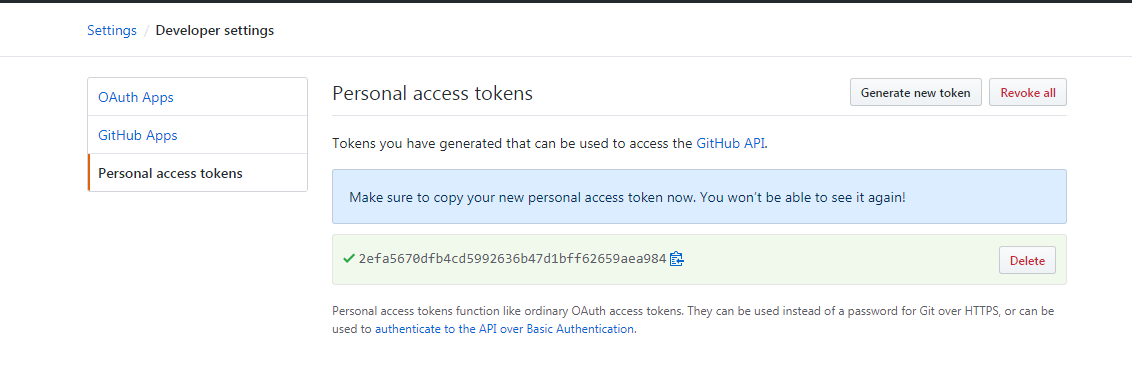 Settings / Developer settings
OAuth Apps
GitHub Apps
Personal access tokens
Personal access tokens
Generate new token
Revoke all
Tokens you have generated that can be used to access the GitHub API.
Make sure to copy your new personal access token now. You won't be able to see it again!
2efa5670dfb4cd5992636b47d1bff62659aea984
Delete
Personal access tokens function like ordinary OAuth access tokens. They can be used instead of a password for Git over HTTPS, or can be
used to authenticate to the API over Basic Authentication.